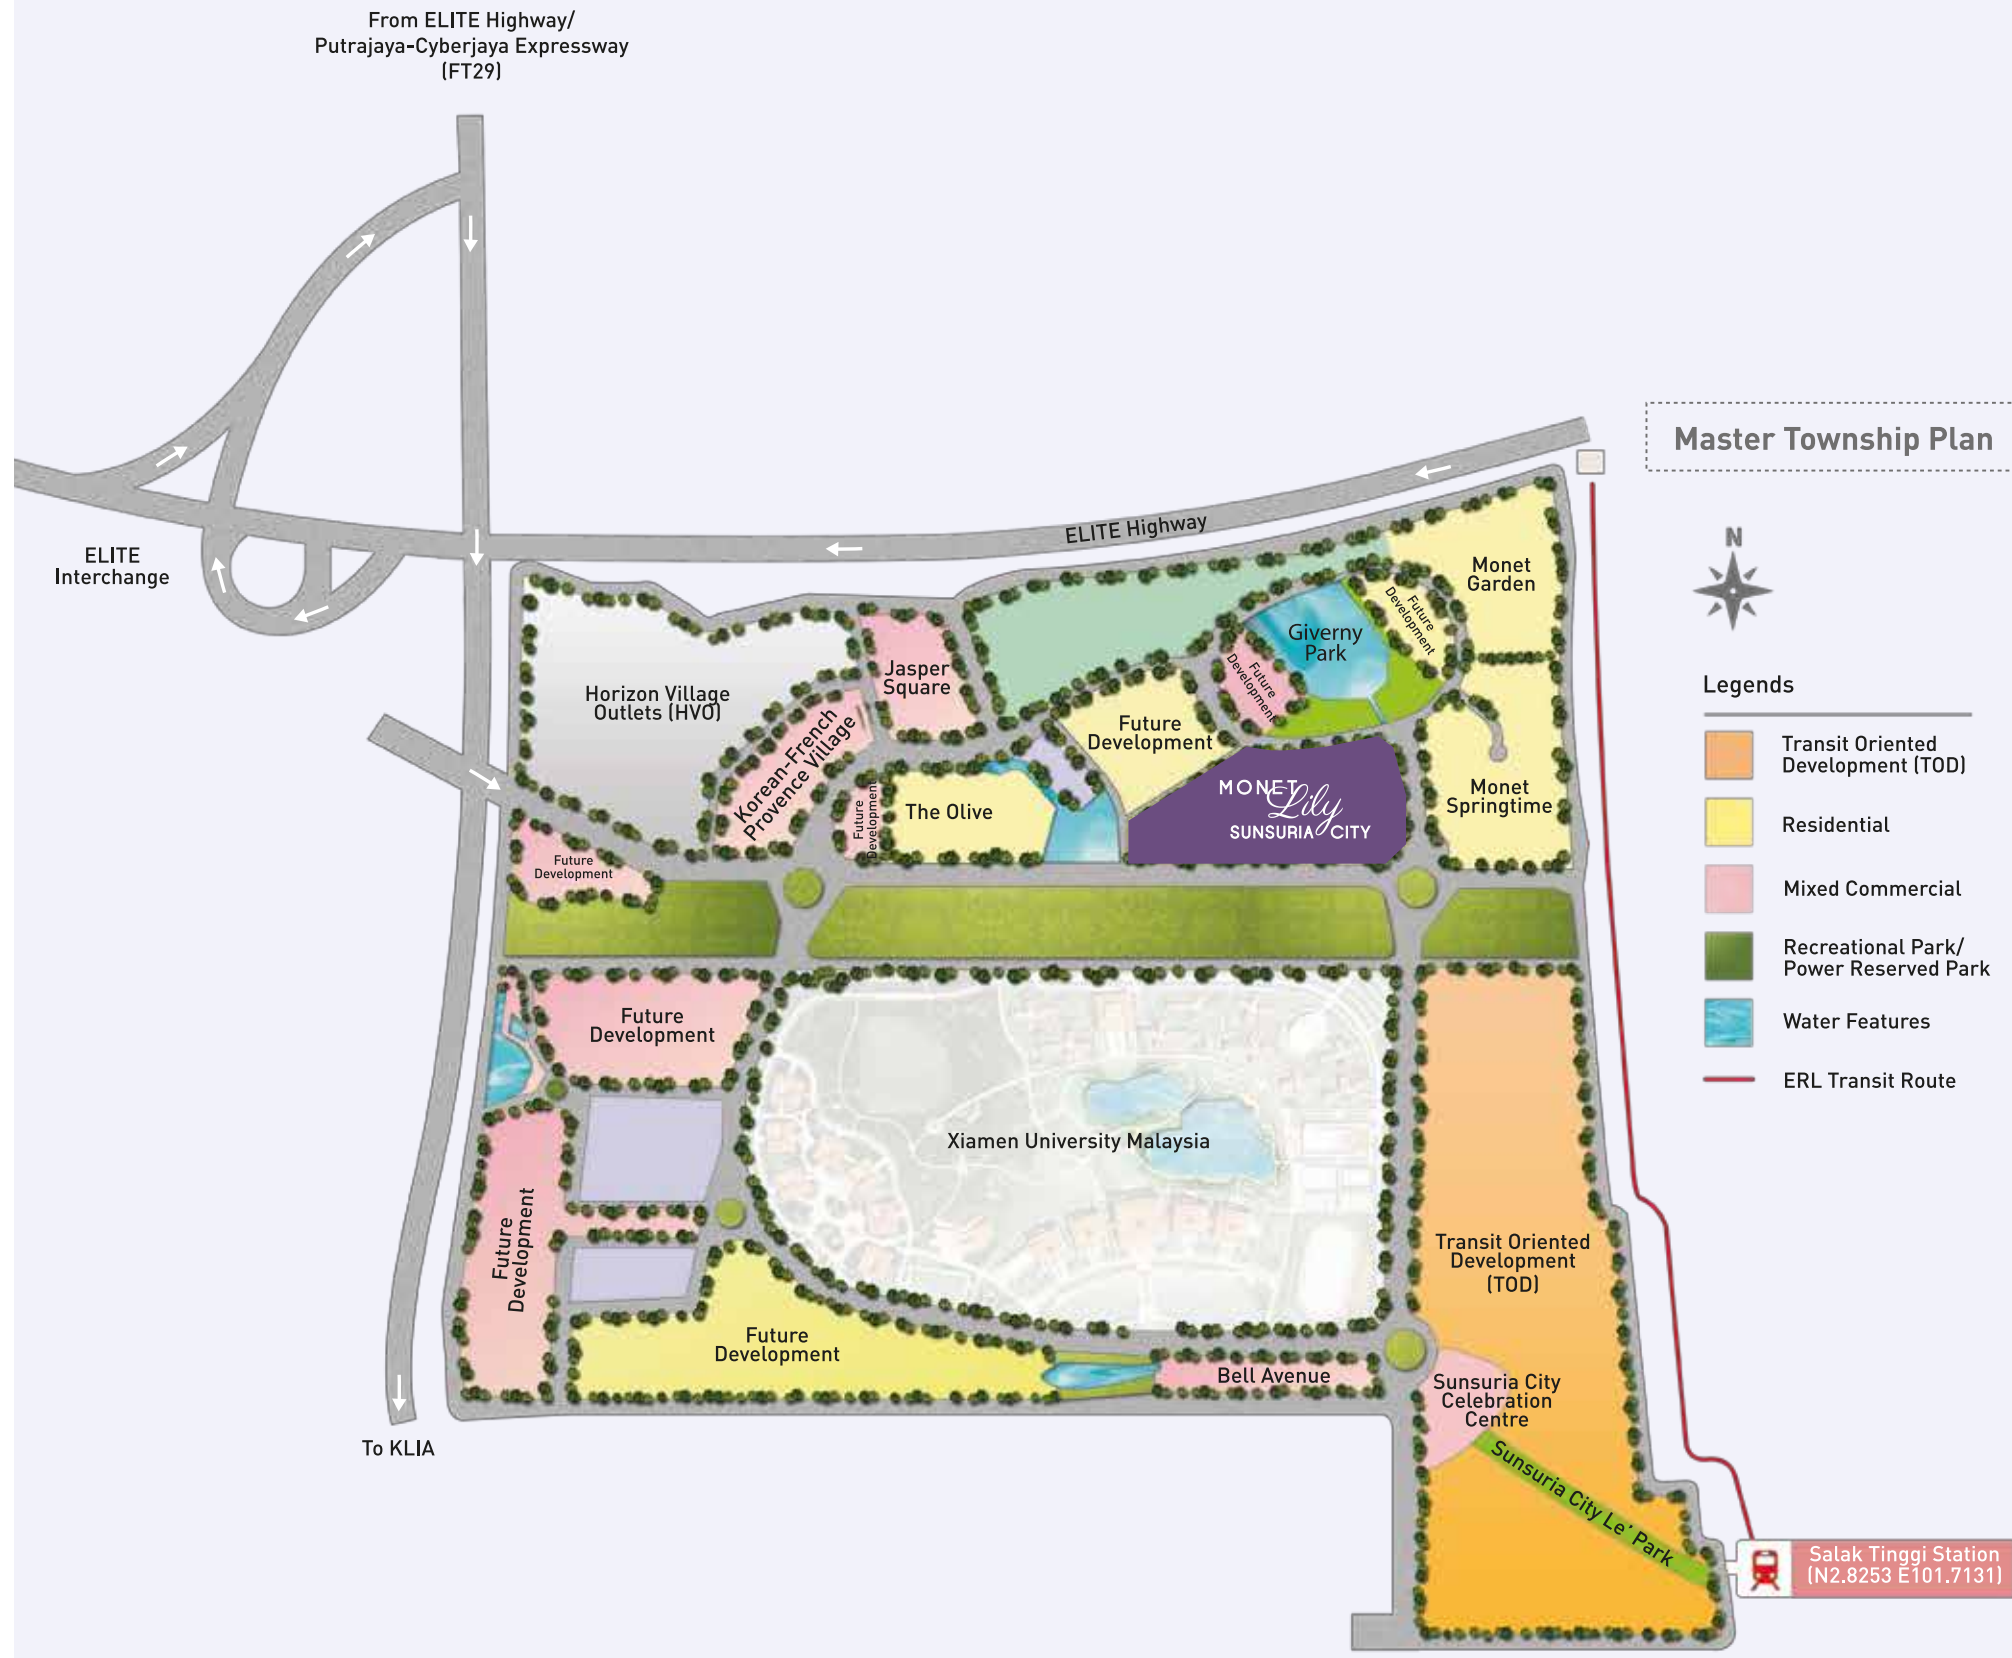 From ELITE Highway/
Putrajaya-Cyberjaya Expressway
(FT29)
Master Township Plan
ELITE Highway
ELITE
Interchange
N
Legends
Transit Oriented
Development (TOD)
Residential
Mixed Commercial
Recreational Park/
Power Reserved Park
Water Features
ERL Transit Route
Monet
Garden
Future
Development
Giverny
Park
Future
Development
Jasper
Square
Horizon Village
Outlets (HVO)
Korean-French
Provence Village
Future
Development
Monet
Springtime
MONET
Lily
SUNSURIA CITY
The Olive
Future
Development
Future
Development
Future
Development
Xiamen University Malaysia
Future
Development
Transit Oriented
Development
(TOD)
Future
Development
Bell Avenue
Sunsuria City
Celebration
Centre
Sunsuria City Le' Park
To KLIA
Salak Tinggi Station
(N2.8253 E101.7131)